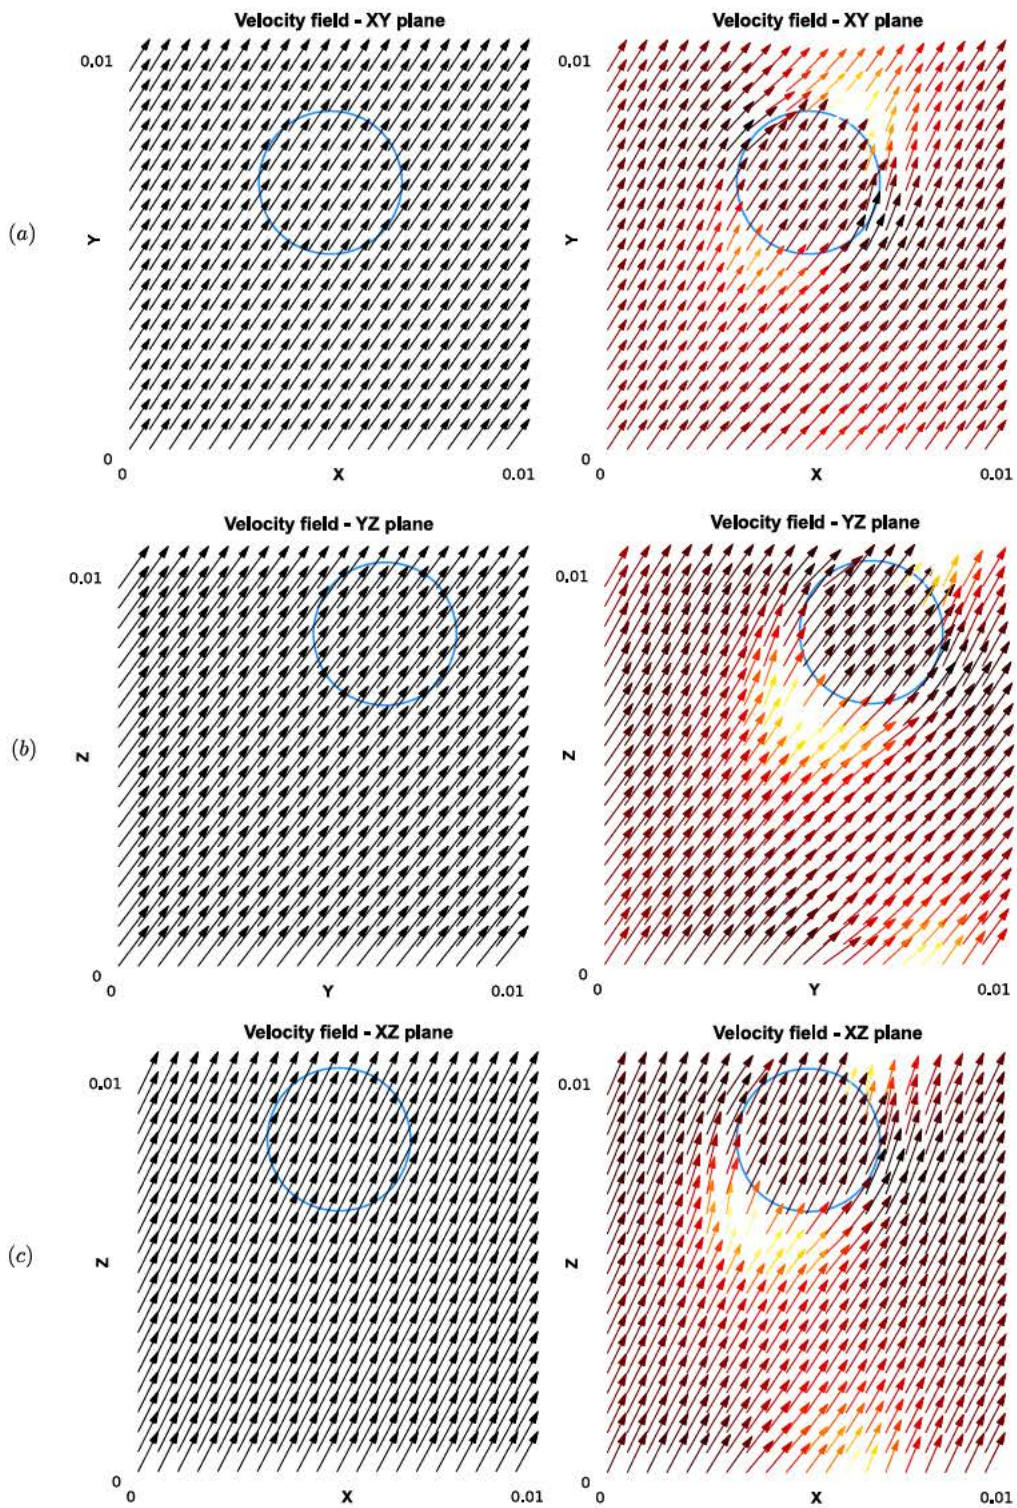 Velocity field - XY plane Velocity field - XY plane
0.01 0.01
(a) Y Y
0 0
0 X 0.01 0 X 0.01
Velocity field - YZ plane Velocity field - YZ plane
0.01 0.01
(b) Z Z
0 0
0 Y 0.01 0 Y 0.01
Velocity field - XZ plane Velocity field - XZ plane
0.01 0.01
(c) Z Z
0 0
0 X 0.01 0 X 0.01